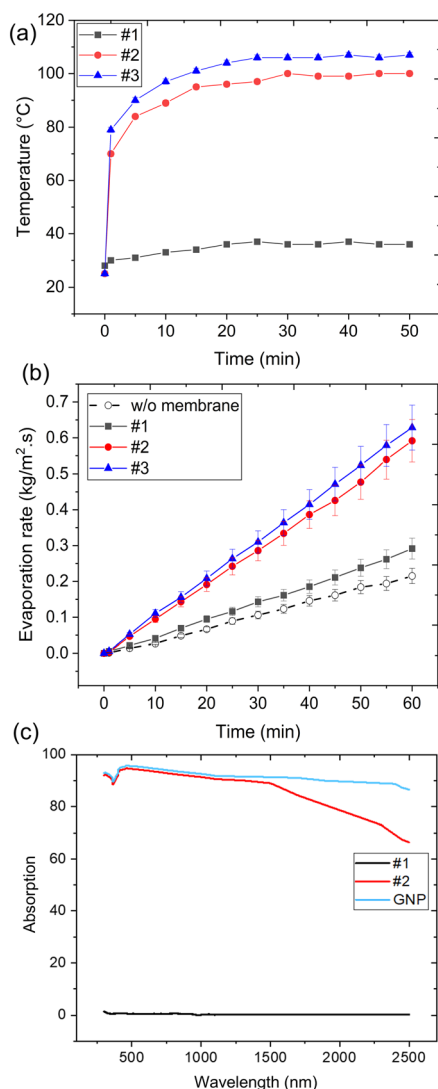 (a)
120
100
80
60
40
20
#1
#2
#3
Temperature (°C)
0 10 20 30 40 50
Time (min)
(b)
0.7
0.6
0.5
0.4
0.3
0.2
0.1
0.0
w/o membrane
#1
#2
#3
Evaporation rate (kg/m².s)
0 10 20 30 40 50 60
Time (min)
(c)
100
80
60
40
20
0
#1
#2
GNP
Absorption
500 1000 1500 2000 2500
Wavelength (nm)